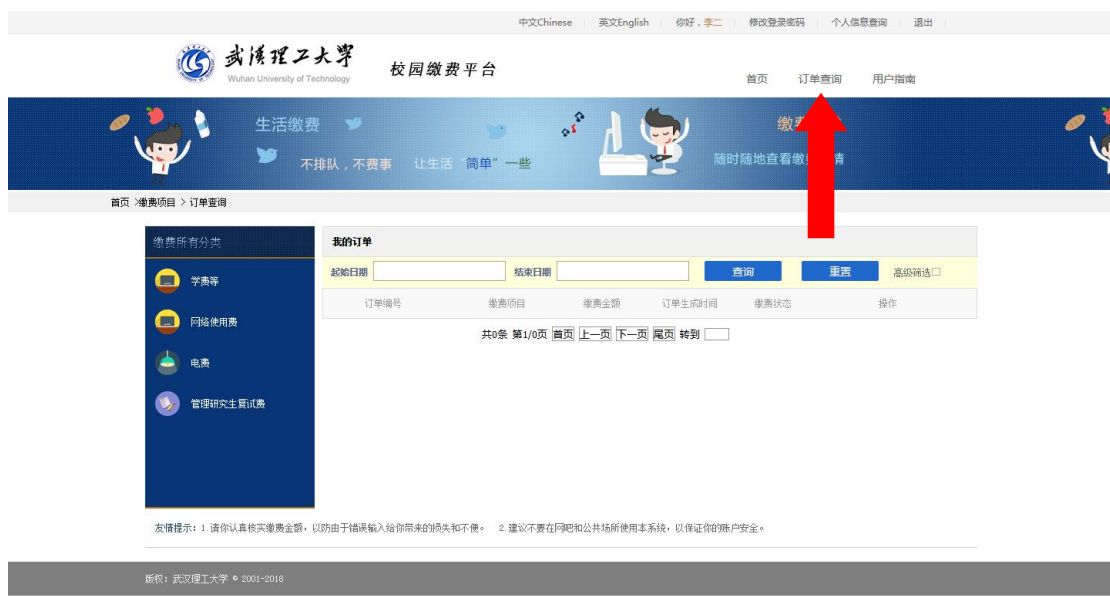 中文Chinese 英文English 你好，李二 修改登录密码 个人信息查询 退出
武汉理工大学
Wuhan University of Technology
校园缴费平台
首页 订单查询 用户指南
生活缴费
不排队，不费事 让生活“简单”一些
缴费
随时随地查看缴 情
首页 >缴费项目 > 订单查询
缴费所有分类
学费等
网络使用费
电费
管理研究生复试费
我的订单
起始日期 结束日期 查询 重置 高级筛选
订单编号 缴费项目 缴费金额 订单生成时间 缴费状态 操作
共0条 第1/0页 首页 上一页 下一页 尾页 转到
友情提示：1.请你认真核实缴费金额，以防由于错误输入给你带来的损失和不便。 2.建议不要在网吧和公共场所使用本系统，以保证你的账户安全。
版权：武汉理工大学 © 2001-2018